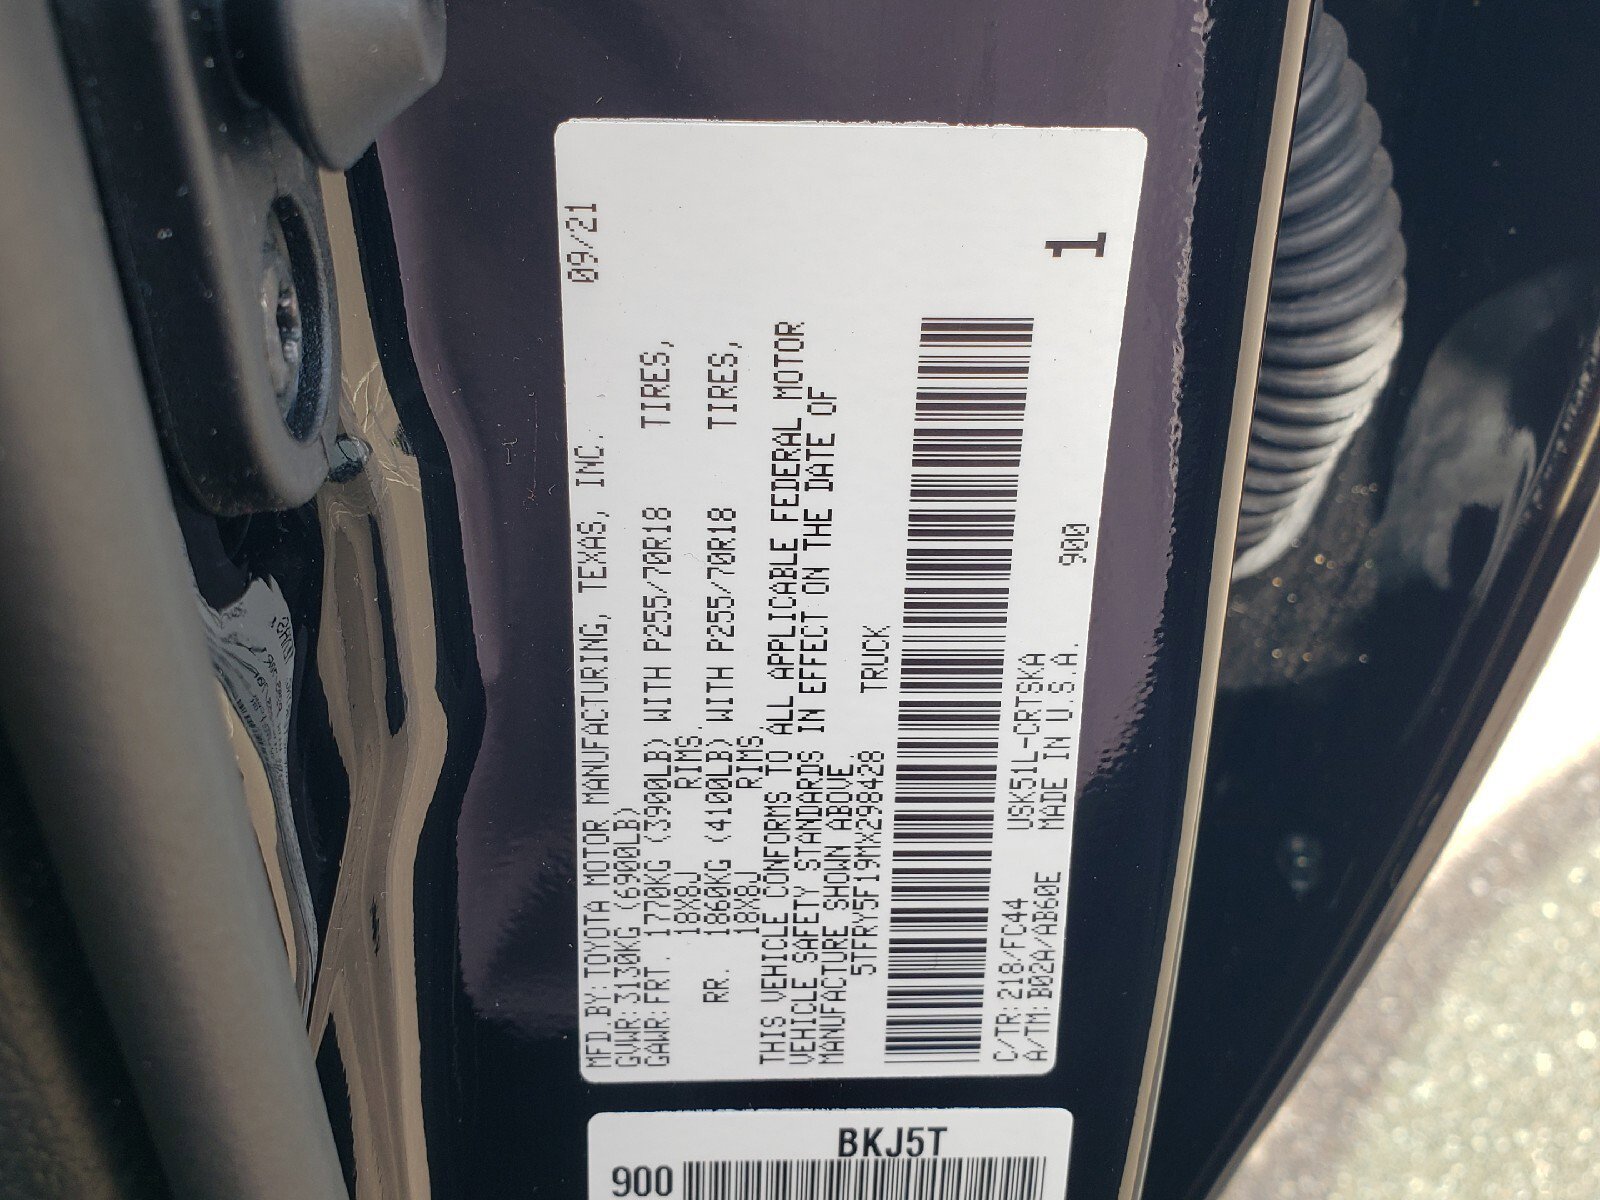 09/21
MFD.BY:TOYOTA MOTOR MANUFACTURING, TEXAS, INC.
GVWR:3130KG (6900LB)
GAWR:FRT. 1770KG (3900LB) WITH P255/70R18 TIRES,
18X8J RIMS,
RR. 1860KG (4100LB) WITH P255/70R18 TIRES,
18X8J RIMS
THIS VEHICLE CONFORMS TO ALL APPLICABLE FEDERAL MOTOR
VEHICLE SAFETY STANDARDS IN EFFECT ON THE DATE OF
MANUFACTURE SHOWN ABOVE.
5TFRY5F19MX298428 TRUCK
1
C/TR:218/FC44 USK51L-CRTSKA 900
A/TM:B02A/AB60E MADE IN U.S.A.
BKJ5T
900